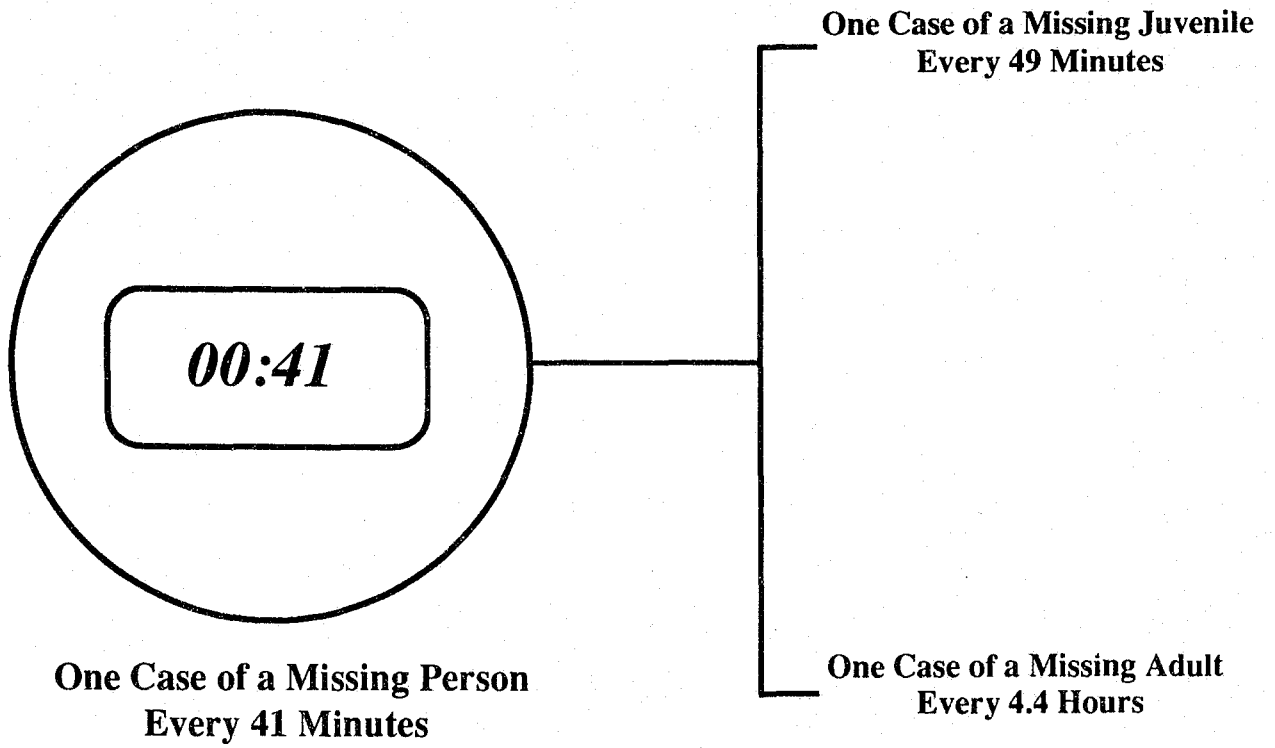 One Case of a Missing Juvenile
Every 49 Minutes
00:41
One Case of a Missing Person
Every 41 Minutes
One Case of a Missing Adult
Every 4.4 Hours